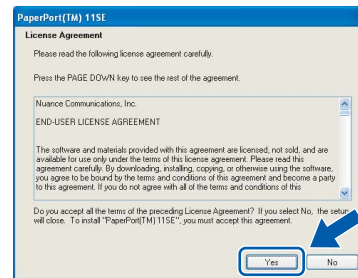 PaperPort(TM) 11SE
License Agreement
Please read the following license agreement carefully.
Press the PAGE DOWN key to see the rest of the agreement.
Nuance Communications, Inc.
END-USER LICENSE AGREEMENT
The software and materials provided with this agreement are licensed, not sold, and are
available for use only under the terms of this license agreement. Please read this
agreement carefully. By downloading, installing, copying, or otherwise using the software,
you agree to be bound by the terms and conditions of this agreement and become a party
to this agreement. If you do not agree with all of the terms and conditions of this
Do you accept all the terms of the preceding License Agreement? If you select No, the setup
will close. To install "PaperPort(TM) 11SE", you must accept this agreement.
Yes
No